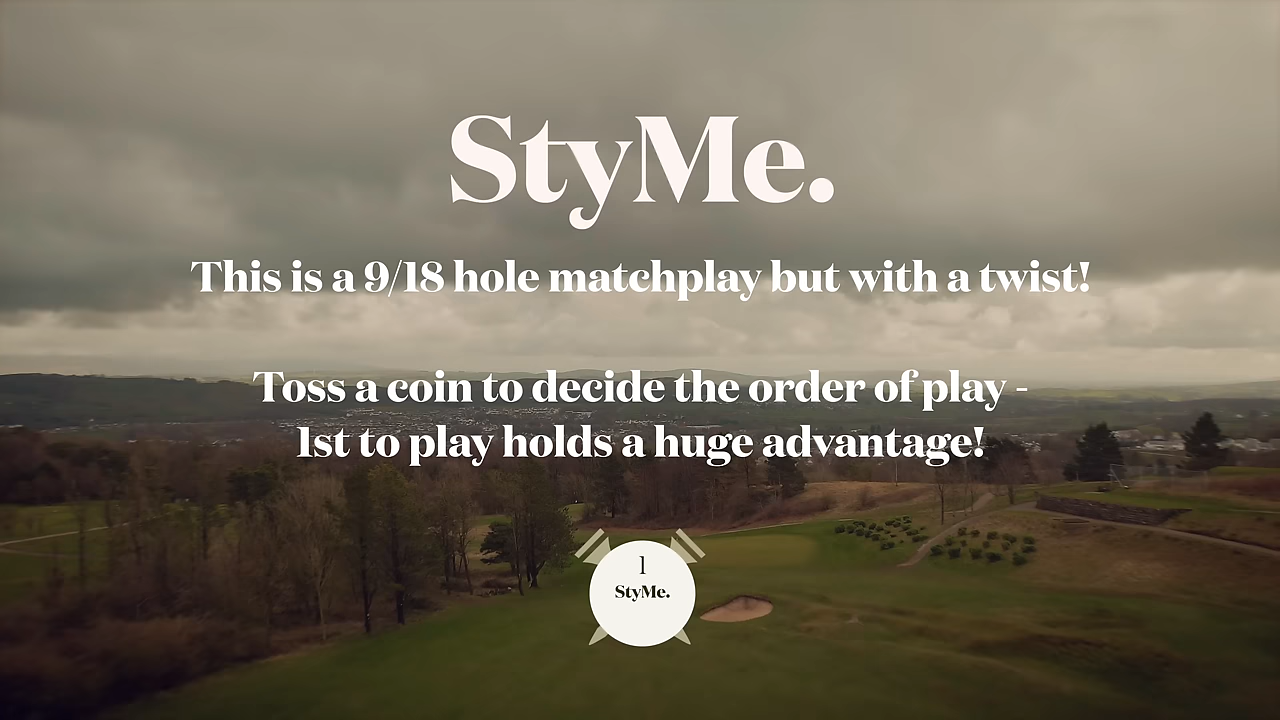 StyMe.
This is a 9/18 hole matchplay but with a twist!
Toss a coin to decide the order of play -
1st to play holds a huge advantage!
1
StyMe.